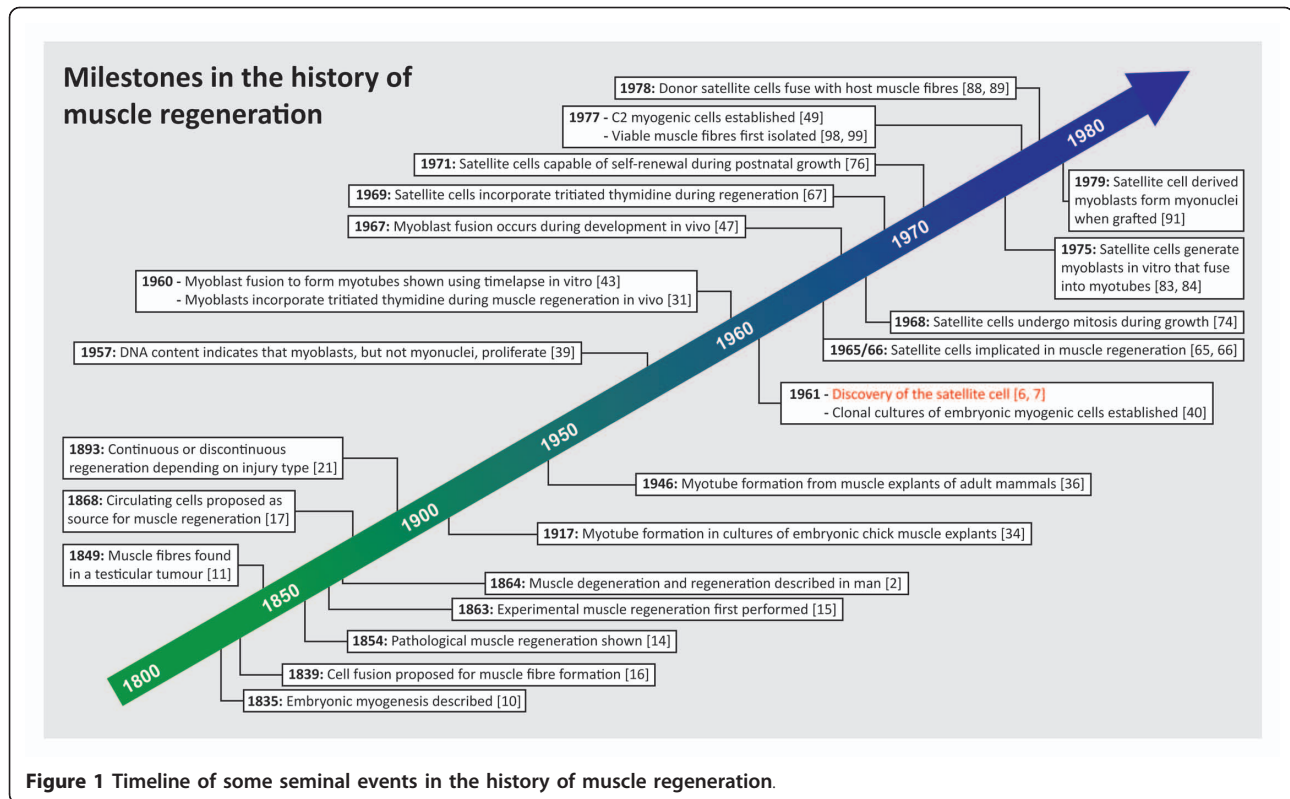 Milestones in the history of
muscle regeneration
1978: Donor satellite cells fuse with host muscle fibres [88, 89]
1977 - C2 myogenic cells established [49]
- Viable muscle fibres first isolated [98, 99]
1971: Satellite cells capable of self-renewal during postnatal growth [76]
1969: Satellite cells incorporate tritiated thymidine during regeneration [67]
1967: Myoblast fusion occurs during development in vivo [47]
1960 - Myoblast fusion to form myotubes shown using timelapse in vitro [43]
- Myoblasts incorporate tritiated thymidine during muscle regeneration in vivo [31]
1957: DNA content indicates that myoblasts, but not myonuclei, proliferate [39]
1893: Continuous or discontinuous
regeneration depending on injury type [21]
1868: Circulating cells proposed as
source for muscle regeneration [17]
1849: Muscle fibres found
in a testicular tumour [11]
1800
1850
1900
1950
1960
1970
1980
1979: Satellite cell derived
myoblasts form myonuclei
when grafted [91]
1975: Satellite cells generate
myoblasts in vitro that fuse
into myotubes [83, 84]
1968: Satellite cells undergo mitosis during growth [74]
1965/66: Satellite cells implicated in muscle regeneration [65, 66]
1961 - Discovery of the satellite cell [6, 7]
- Clonal cultures of embryonic myogenic cells established [40]
1946: Myotube formation from muscle explants of adult mammals [36]
1917: Myotube formation in cultures of embryonic chick muscle explants [34]
1864: Muscle degeneration and regeneration described in man [2]
1863: Experimental muscle regeneration first performed [15]
1854: Pathological muscle regeneration shown [14]
1839: Cell fusion proposed for muscle fibre formation [16]
1835: Embryonic myogenesis described [10]
Figure 1 Timeline of some seminal events in the history of muscle regeneration.